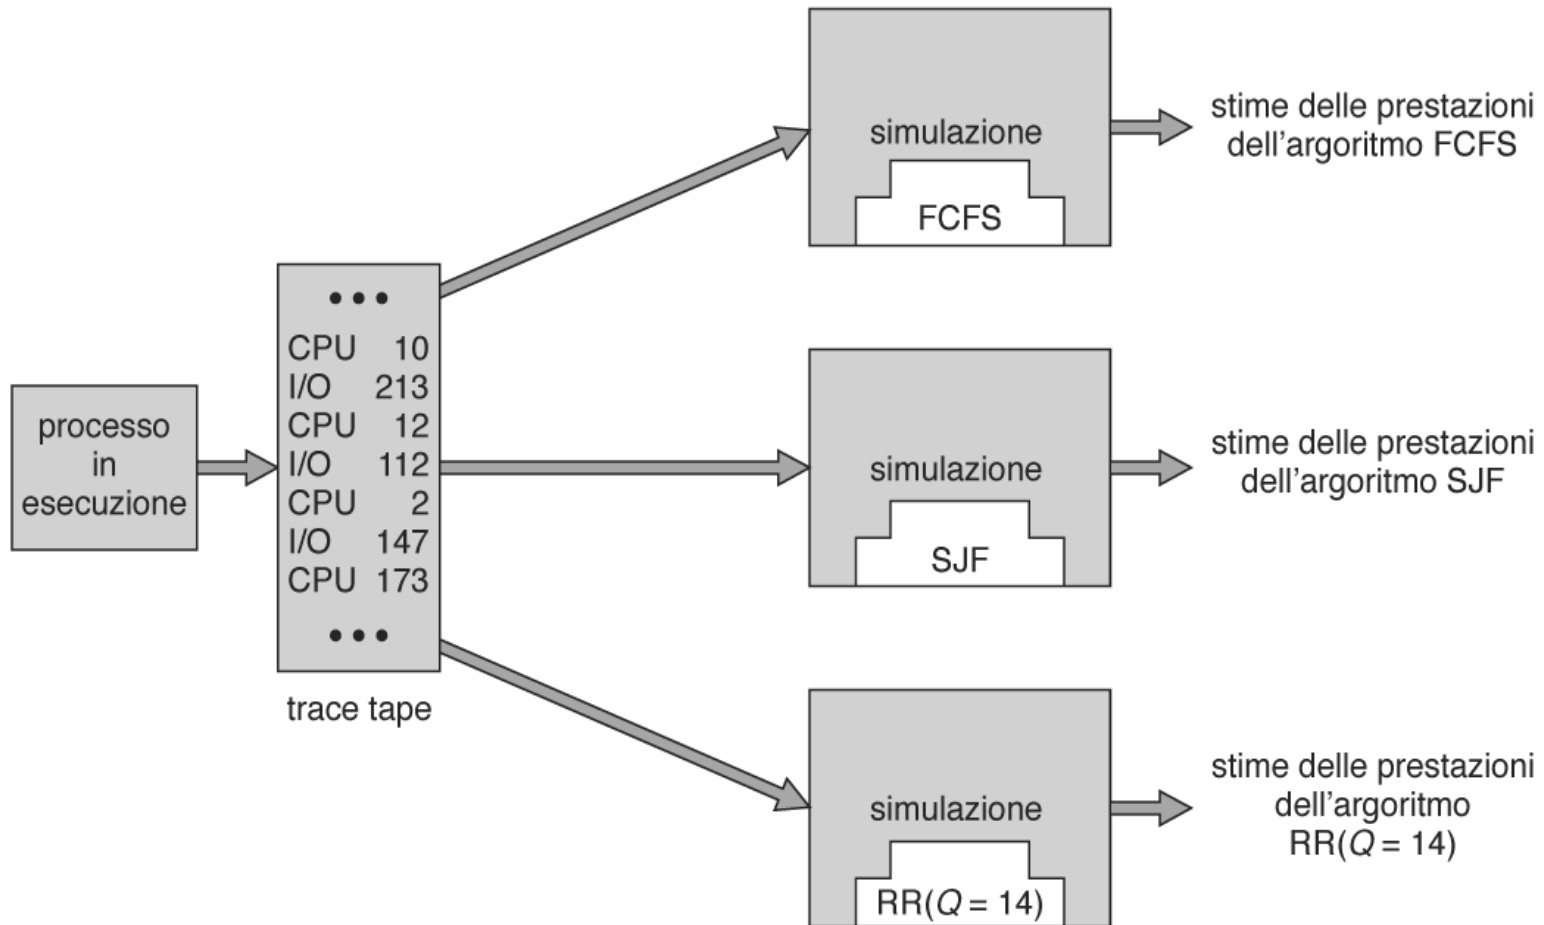 processo
in
esecuzione
•••
CPU 10
I/O 213
CPU 12
I/O 112
CPU 2
I/O 147
CPU 173
•••
trace tape
simulazione
FCFS
stime delle prestazioni
dell'argoritmo FCFS
simulazione
SJF
stime delle prestazioni
dell'argoritmo SJF
simulazione
RR(Q = 14)
stime delle prestazioni
dell'argoritmo
RR(Q = 14)